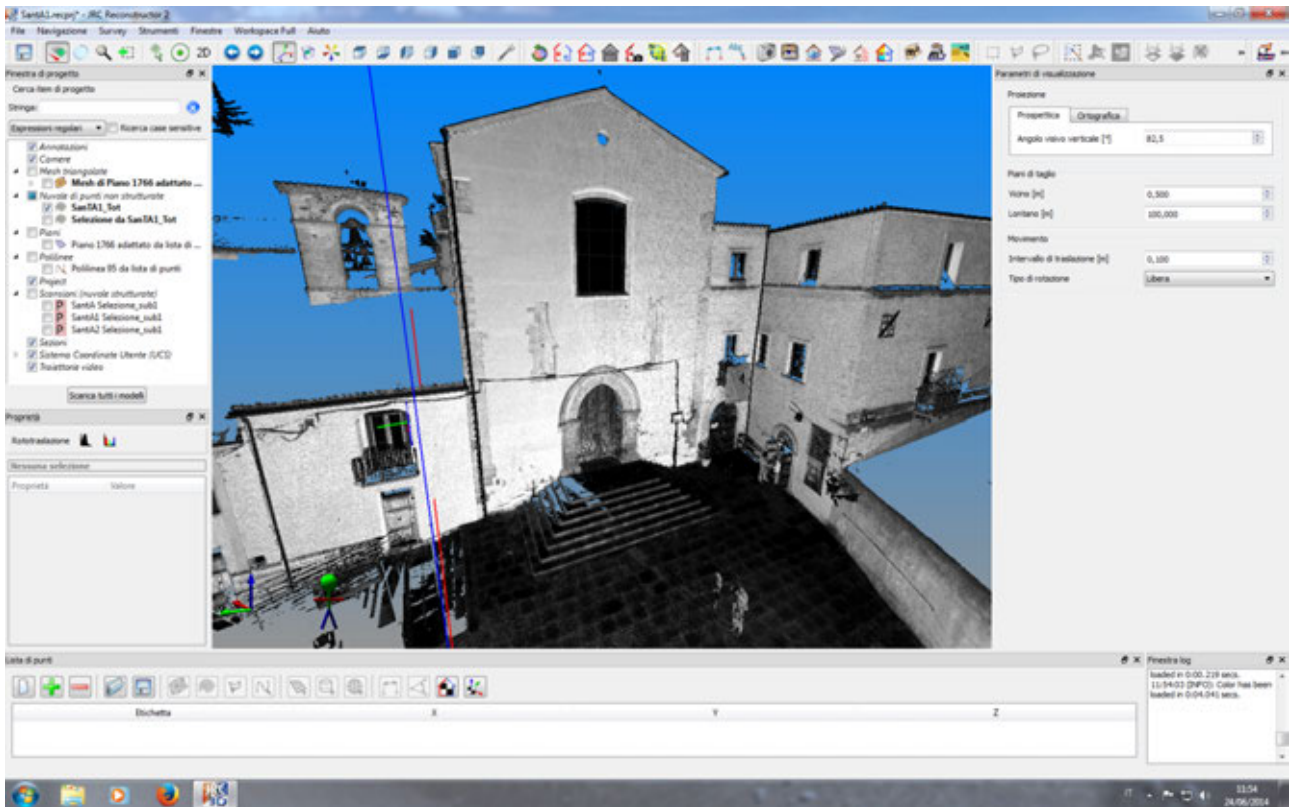 SantA1.recprj* - JRC Reconstructor 2
File Navigazione Survey Strumenti Finestre Workspace Full Aiuto
2D
Finestra di progetto
Cerca item di progetto
Stringa:
Espressioni regolari Ricerca case sensitive
Annotazioni
Camere
Mesh triangolate
Mesh di Piano 1766 adattato ...
Nuvole di punti non strutturate
SanTA1_Tot
Selezione da SanTA1_Tot
Piani
Piano 1766 adattato da lista di ...
Polilinee
Polilinea 85 da lista di punti
Project
Scansioni (nuvole strutturate)
SantA Selezione_sub1
SantA1 Selezione_sub1
SantA2 Selezione_sub1
Sezioni
Sistema Coordinate Utente (UCS)
Traiettorie video
Scarica tutti i modelli
Proprietà
Rototraslazione
Nessuna selezione
Proprietà Valore
Parametri di visualizzazione
Proiezione
Prospettica Ortografica
Angolo visivo verticale [°] 82,5
Piani di taglio
Vicino [m] 0,500
Lontano [m] 100,000
Movimento
Intervallo di traslazione [m] 0,100
Tipo di rotazione Libera
Lista di punti
Etichetta X Y Z
Finestra log
loaded in 0:00.219 secs.
11:54:03 [INFO]: Color has been
loaded in 0:04.041 secs.
IT
11:54
24/06/2014